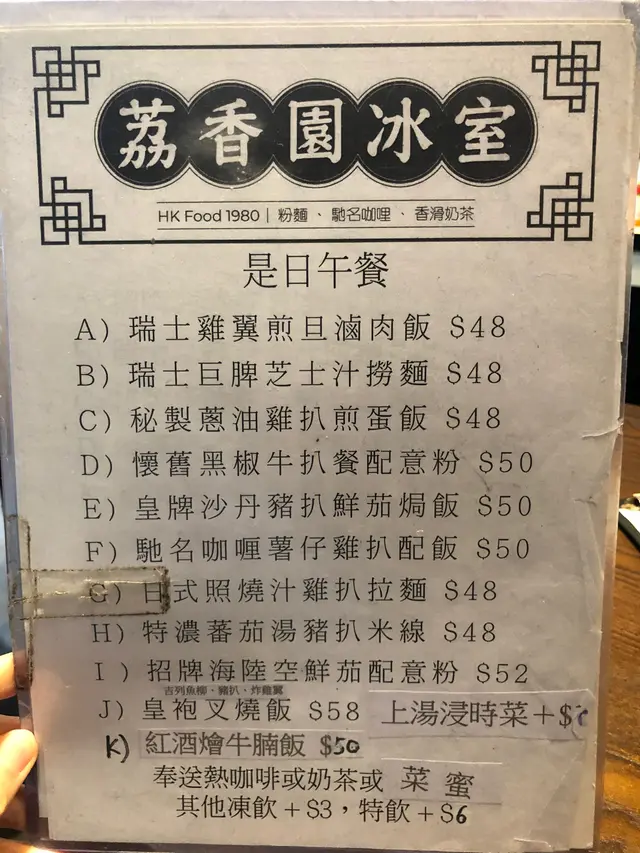 荔香園冰室
HK Food 1980 | 粉麵、馳名咖哩、香滑奶茶
是日午餐
A) 瑞士雞翼煎旦滷肉飯 $48
B) 瑞士巨脾芝士汁撈麵 $48
C) 秘製蔥油雞扒煎蛋飯 $48
D) 懷舊黑椒牛扒餐配意粉 $50
E) 皇牌沙丹豬扒鮮茄焗飯 $50
F) 馳名咖喱薯仔雞扒配飯 $50
G) 日式照燒汁雞扒拉麵 $48
H) 特濃蕃茄湯豬扒米線 $48
I) 招牌海陸空鮮茄配意粉 $52
吉列魚柳、豬扒、炸雞翼
J) 皇袍叉燒飯 $58 上湯浸時菜+$
K) 紅酒燴牛腩飯 $50
奉送熱咖啡或奶茶或 菜蜜
其他凍飲+$3，特飲+$6